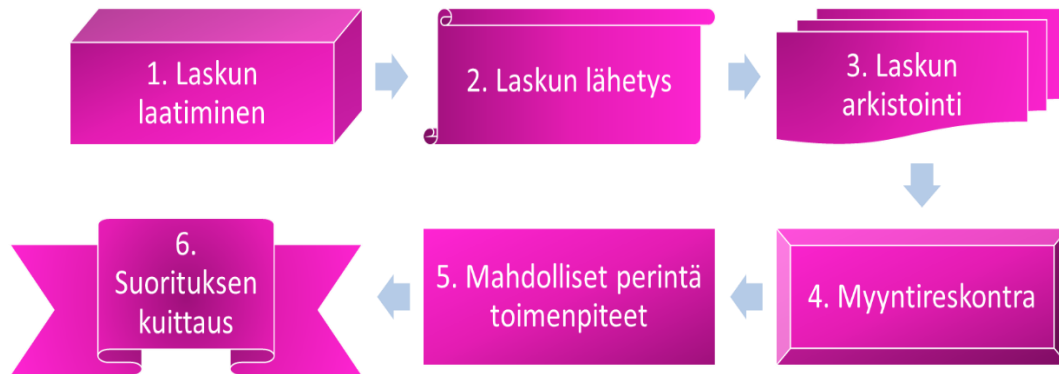 1. Laskun
laatiminen
2. Laskun lähetys
3. Laskun
arkistointi
4. Myyntireskontra
5. Mahdolliset perintä
toimenpiteet
6.
Suorituksen
kuittaus